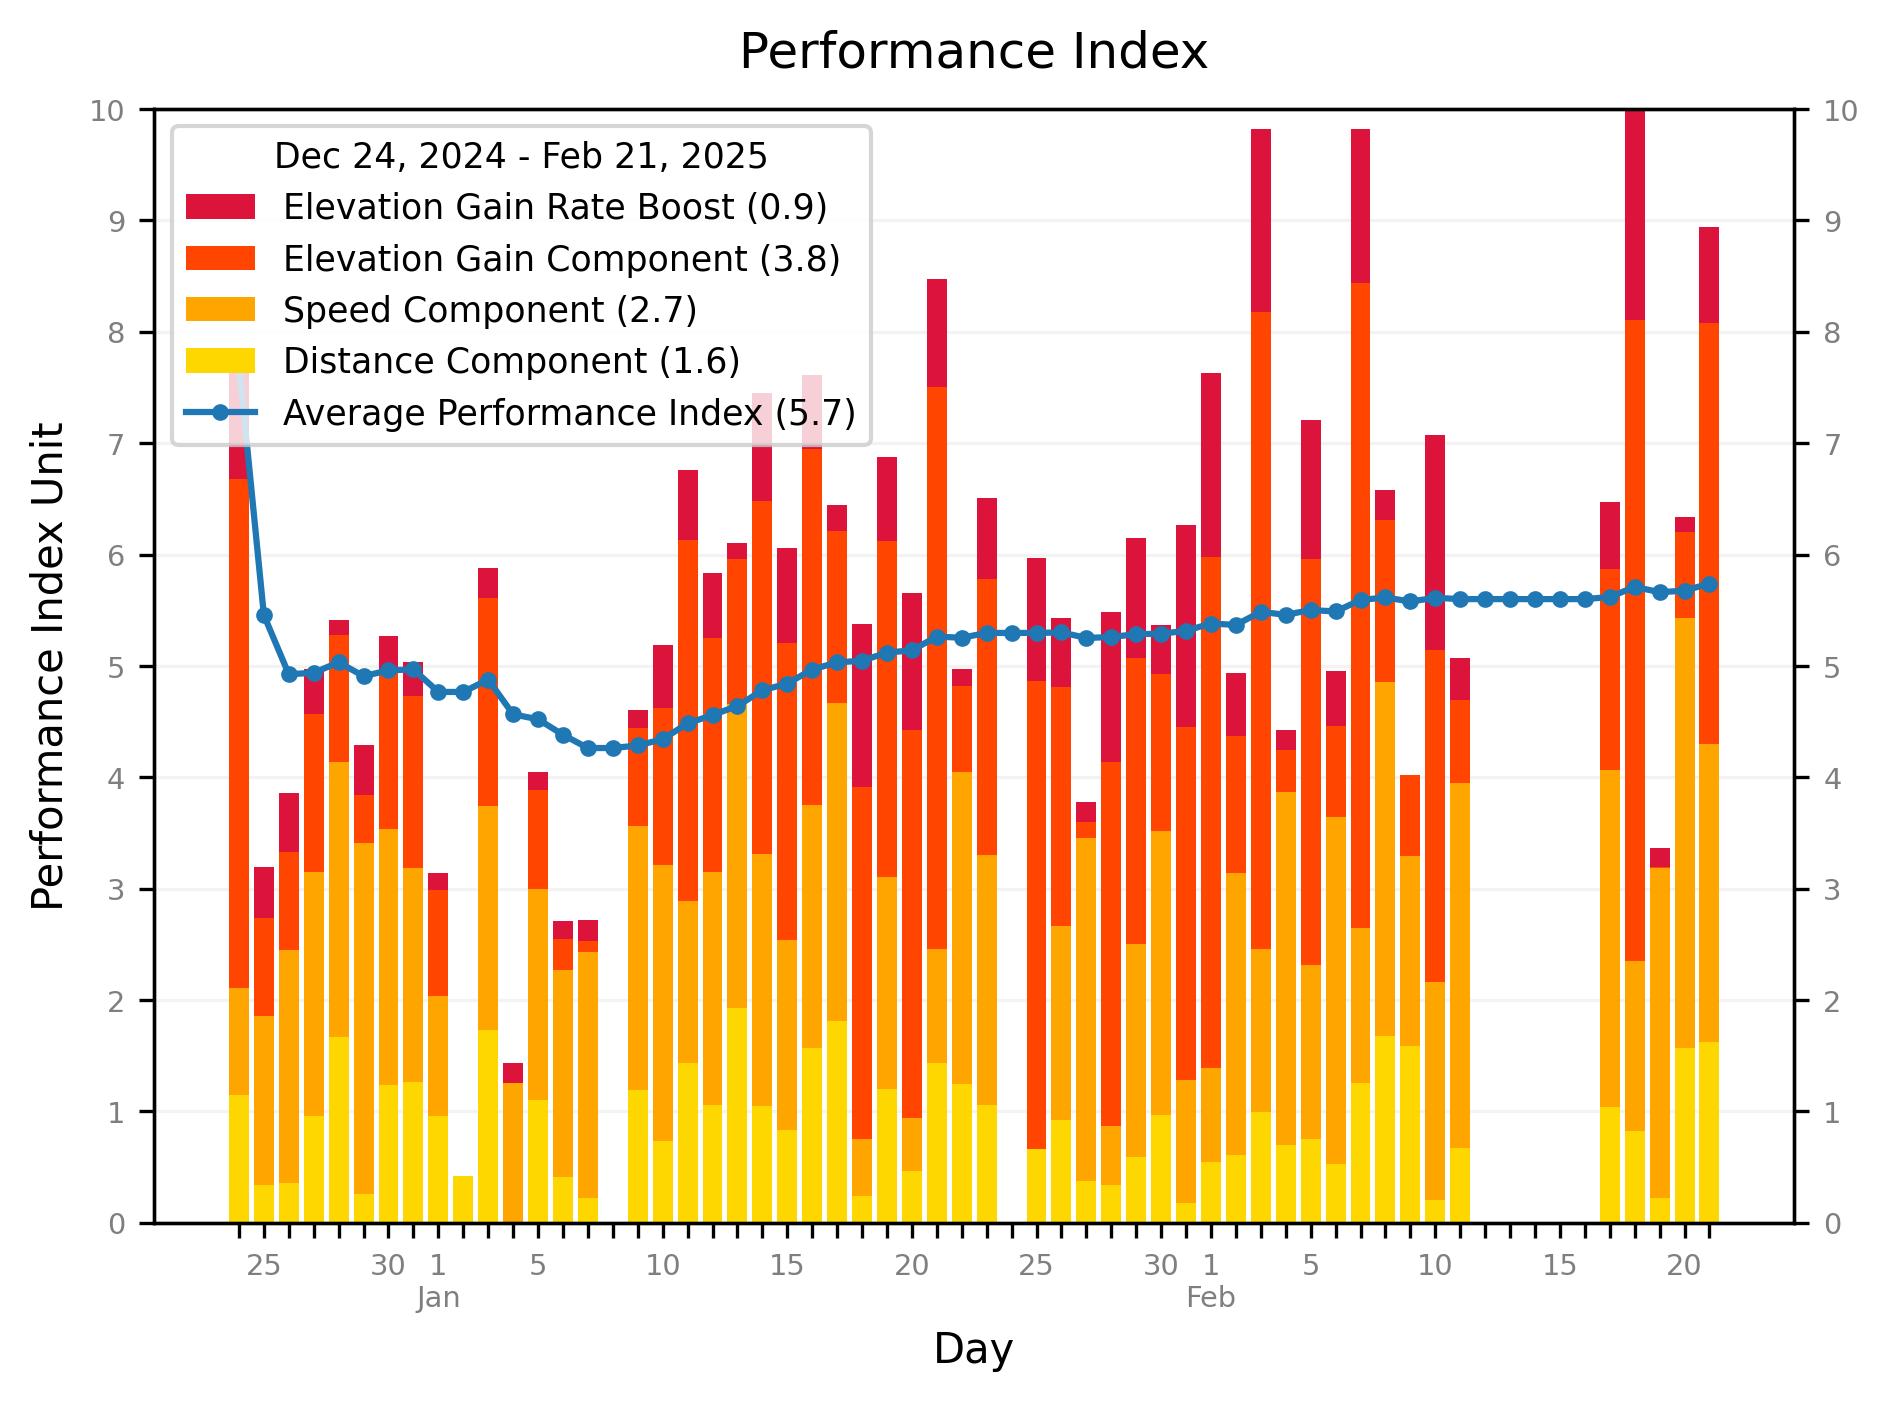 Performance Index
Dec 24, 2024 - Feb 21, 2025
Elevation Gain Rate Boost (0.9)
Elevation Gain Component (3.8)
Speed Component (2.7)
Distance Component (1.6)
Average Performance Index (5.7)
Performance Index Unit
10 10
9 9
8 8
7 7
6 6
5 5
4 4
3 3
2 2
1 1
0 0
25 30 1 5 10 15 20 25 30 1 5 10 15 20
Jan Feb
Day